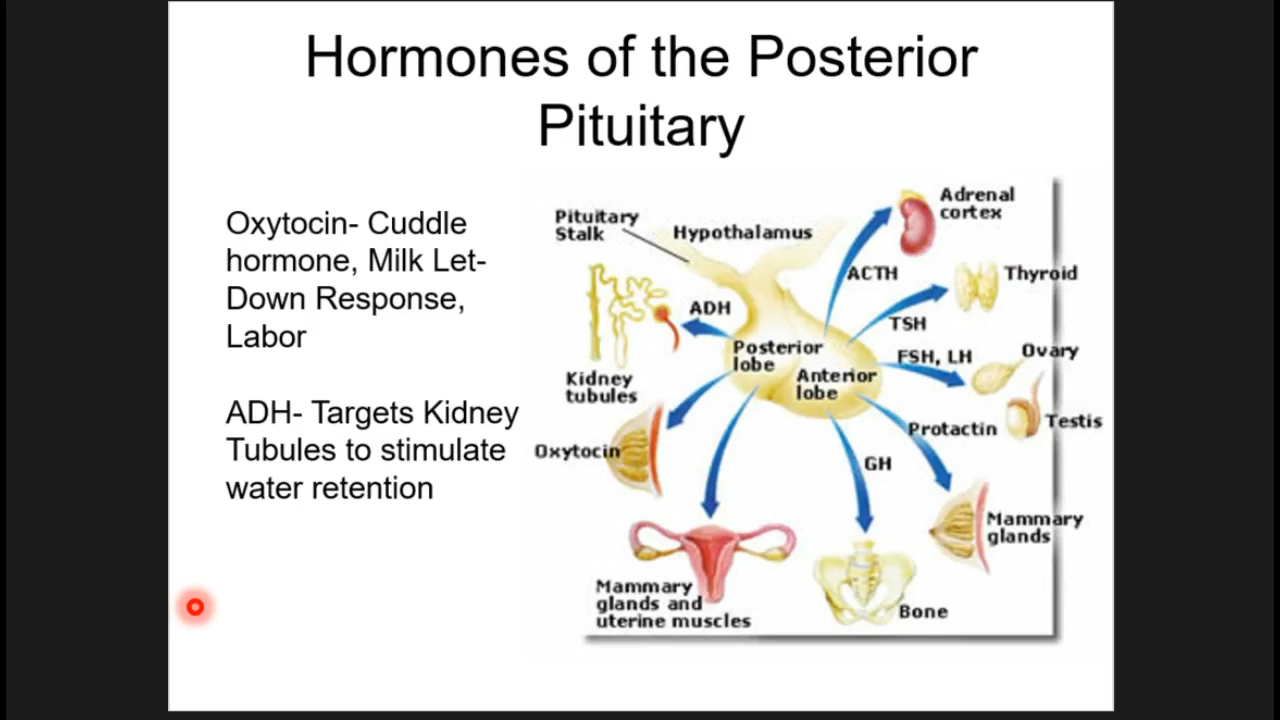 Hormones of the Posterior
Pituitary
Oxytocin- Cuddle
hormone, Milk Let-
Down Response,
Labor
ADH- Targets Kidney
Tubules to stimulate
water retention
Pituitary
Stalk
Hypothalamus
Adrenal
cortex
ACTH
Thyroid
ADH
TSH
Posterior
lobe
FSH, LH
Ovary
Anterior
lobe
Kidney
tubules
Testis
Protactin
Oxytocin
GH
Mammary
glands
Mammary
glands and
uterine muscles
Bone